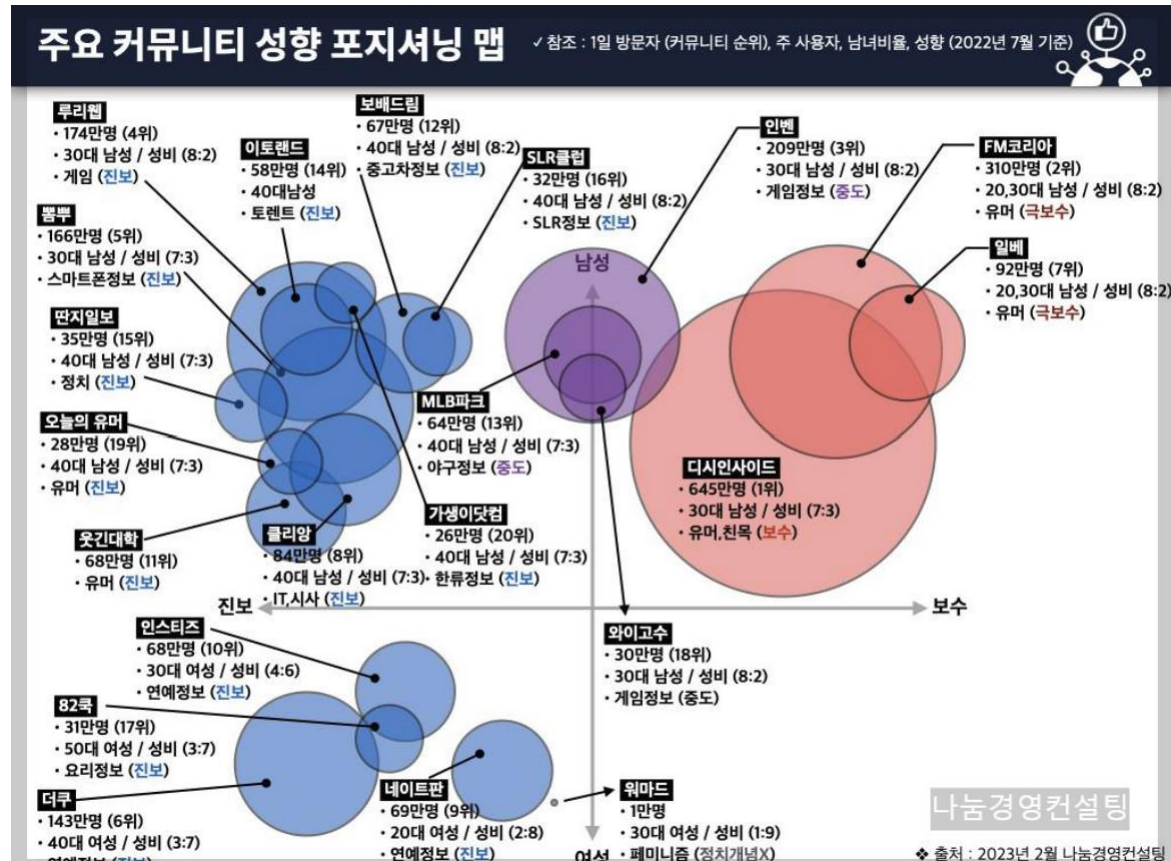 주요 커뮤니티 성향 포지셔닝 맵
✓ 참조 : 1일 방문자 (커뮤니티 순위), 주 사용자, 남녀비율, 성향 (2022년 7월 기준)
루리웹
· 174만명 (4위)
· 30대 남성 / 성비 (8:2)
· 게임 (진보)
이토랜드
· 58만명 (14위)
· 40대남성
· 토렌트 (진보)
보배드림
· 67만명 (12위)
· 40대 남성 / 성비 (8:2)
· 중고차정보 (진보)
SLR클럽
· 32만명 (16위)
· 40대 남성 / 성비 (8:2)
· SLR정보 (진보)
인벤
· 209만명 (3위)
· 30대 남성 / 성비 (8:2)
· 게임정보 (중도)
FM코리아
· 310만명 (2위)
· 20,30대 남성 / 성비 (8:2)
· 유머 (극보수)
일베
· 92만명 (7위)
· 20,30대 남성 / 성비 (8:2)
· 유머 (극보수)
뽐뿌
· 166만명 (5위)
· 30대 남성 / 성비 (7:3)
· 스마트폰정보 (진보)
딴지일보
· 35만명 (15위)
· 40대 남성 / 성비 (7:3)
· 정치 (진보)
오늘의 유머
· 28만명 (19위)
· 40대 남성 / 성비 (7:3)
· 유머 (진보)
웃긴대학
· 68만명 (11위)
· 유머 (진보)
클리앙
· 84만명 (8위)
· 40대 남성 / 성비 (7:3)
· IT,시사 (진보)
가생이닷컴
· 26만명 (20위)
· 40대 남성 / 성비 (7:3)
· 한류정보 (진보)
MLB파크
· 64만명 (13위)
· 40대 남성 / 성비 (7:3)
· 야구정보 (중도)
디시인사이드
· 645만명 (1위)
· 30대 남성 / 성비 (7:3)
· 유머,친목 (보수)
남성
진보
보수
와이고수
· 30만명 (18위)
· 30대 남성 / 성비 (8:2)
· 게임정보 (중도)
인스티즈
· 68만명 (10위)
· 30대 여성 / 성비 (4:6)
· 연예정보 (진보)
82쿡
· 31만명 (17위)
· 50대 여성 / 성비 (3:7)
· 요리정보 (진보)
더쿠
· 143만명 (6위)
· 40대 여성 / 성비 (3:7)
· 연예정보 (진보)
네이트판
· 69만명 (9위)
· 20대 여성 / 성비 (2:8)
· 연예정보 (진보)
여성
워마드
· 1만명
· 30대 여성 / 성비 (1:9)
· 페미니즘 (정치개념X)
나눔경영컨설팅
❖ 출처 : 2023년 2월 나눔경영컨설팅